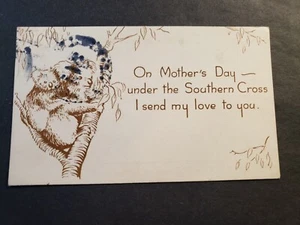 On Mother's Day —
under the Southern Cross
I send my love to you.